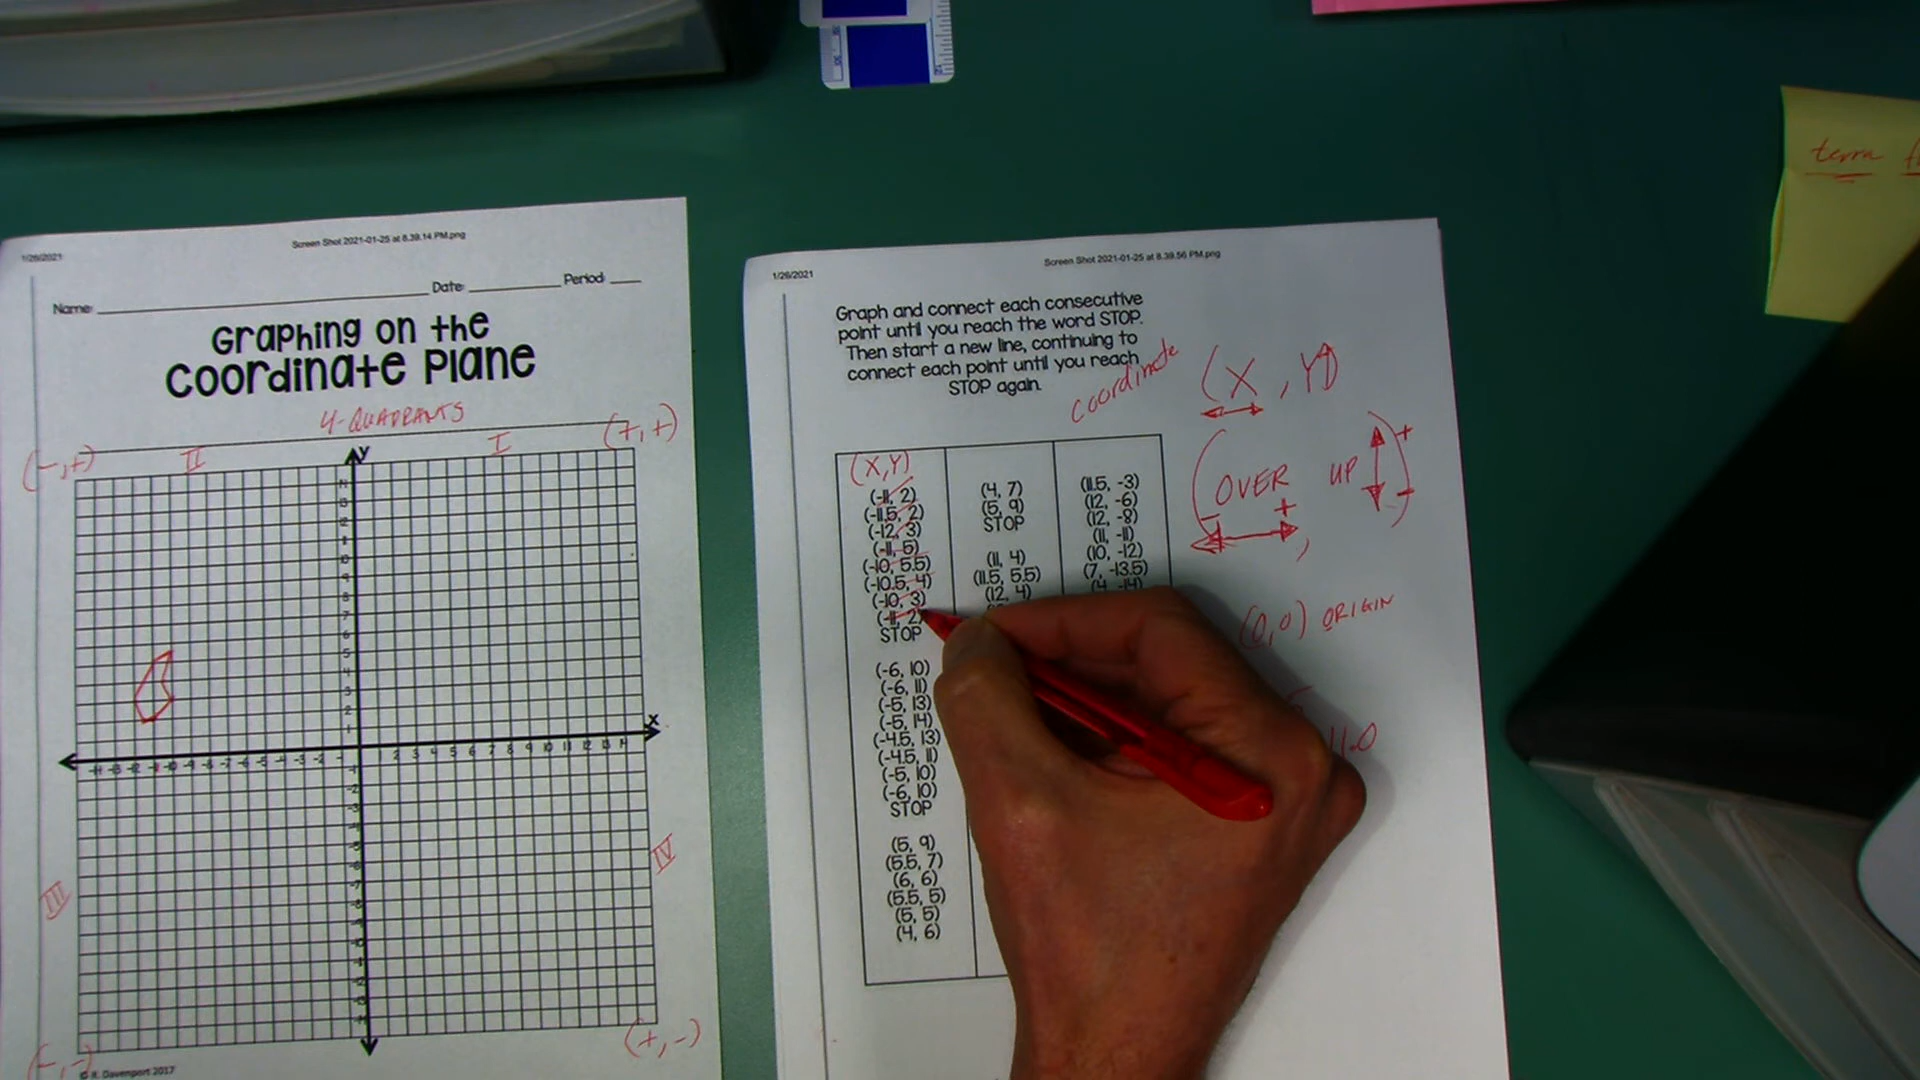 terra
1/26/2021
Screen Shot 2021-01-25 at 8.39.14 PM.png
Name: Date: Period:
Graphing on the
Coordinate Plane
4-QUADRANTS
(-,+) II I (+,+)
y
x
III
IV
(-,-) (+,-)
© R. Davenport 2017
1/26/2021
Screen Shot 2021-01-25 at 8.39.56 PM.png
Graph and connect each consecutive
point until you reach the word STOP.
Then start a new line, continuing to
connect each point until you reach
STOP again.
coordinate
(X, Y)
(OVER UP)
- +
+
-
(0,0) ORIGIN
11.0
(X,Y)
(-11, 2)
(-11.5, 2)
(-12, 3)
(-11, 5)
(-10, 5.5)
(-10.5, 4)
(-10, 3)
(-11, 2)
STOP
(-6, 10)
(-6, 11)
(-5, 13)
(-5, 14)
(-4.5, 13)
(-4.5, 11)
(-5, 10)
(-6, 10)
STOP
(5, 9)
(5.5, 7)
(6, 6)
(5.5, 5)
(5, 5)
(4, 6)
(4, 7)
(5, 9)
STOP
(11, 4)
(11.5, 5.5)
(12, 4)
(11.5, -3)
(12, -6)
(12, -8)
(11, -11)
(10, -12)
(7, -13.5)
(4, -14)